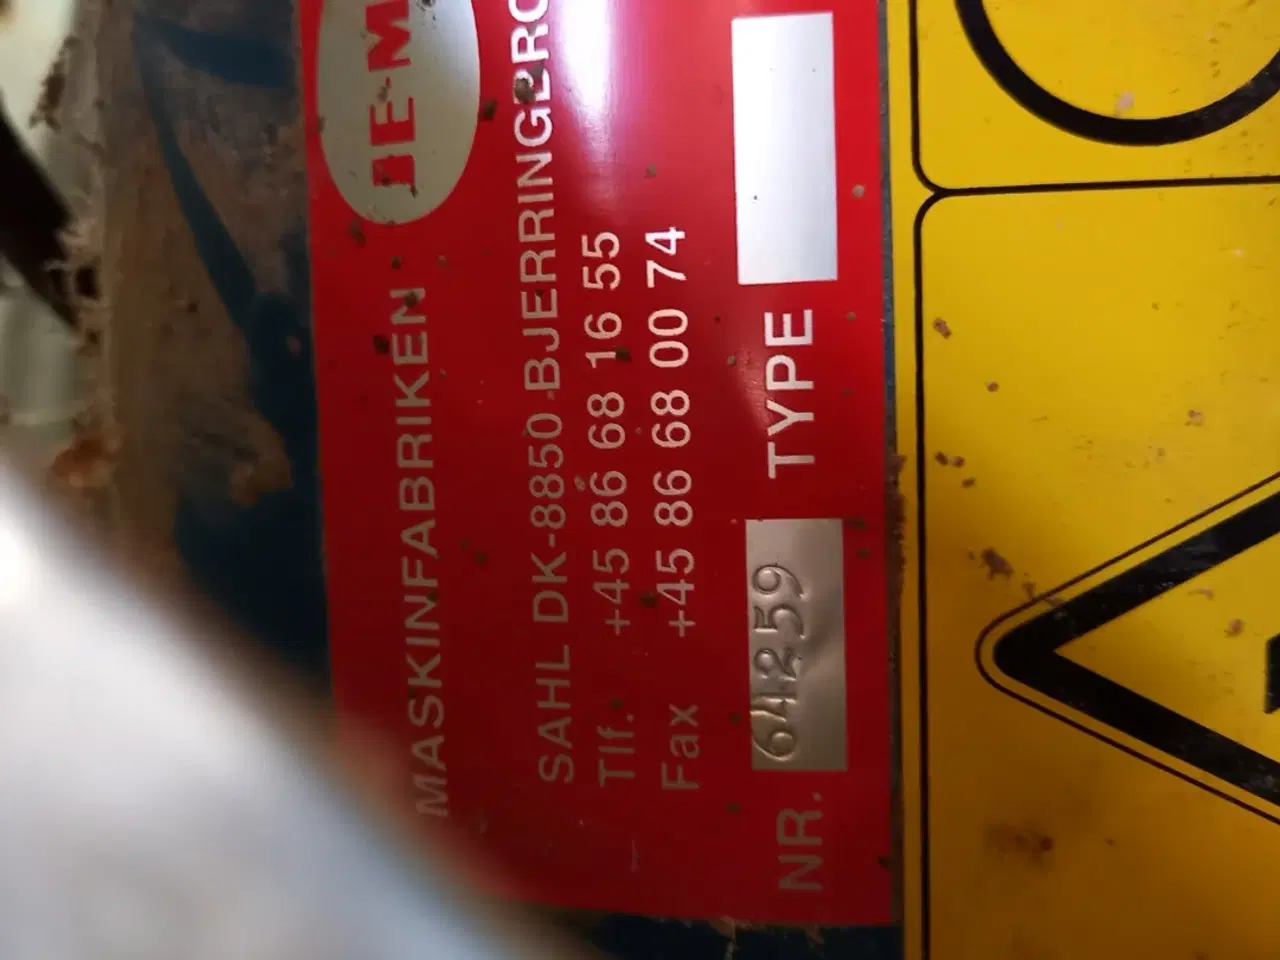 MASKINFABRIKEN JE-M
SAHL DK-8850 BJERRINGBRO
Tlf. +45 86 68 16 55
Fax +45 86 68 00 74
NR. 64259 TYPE